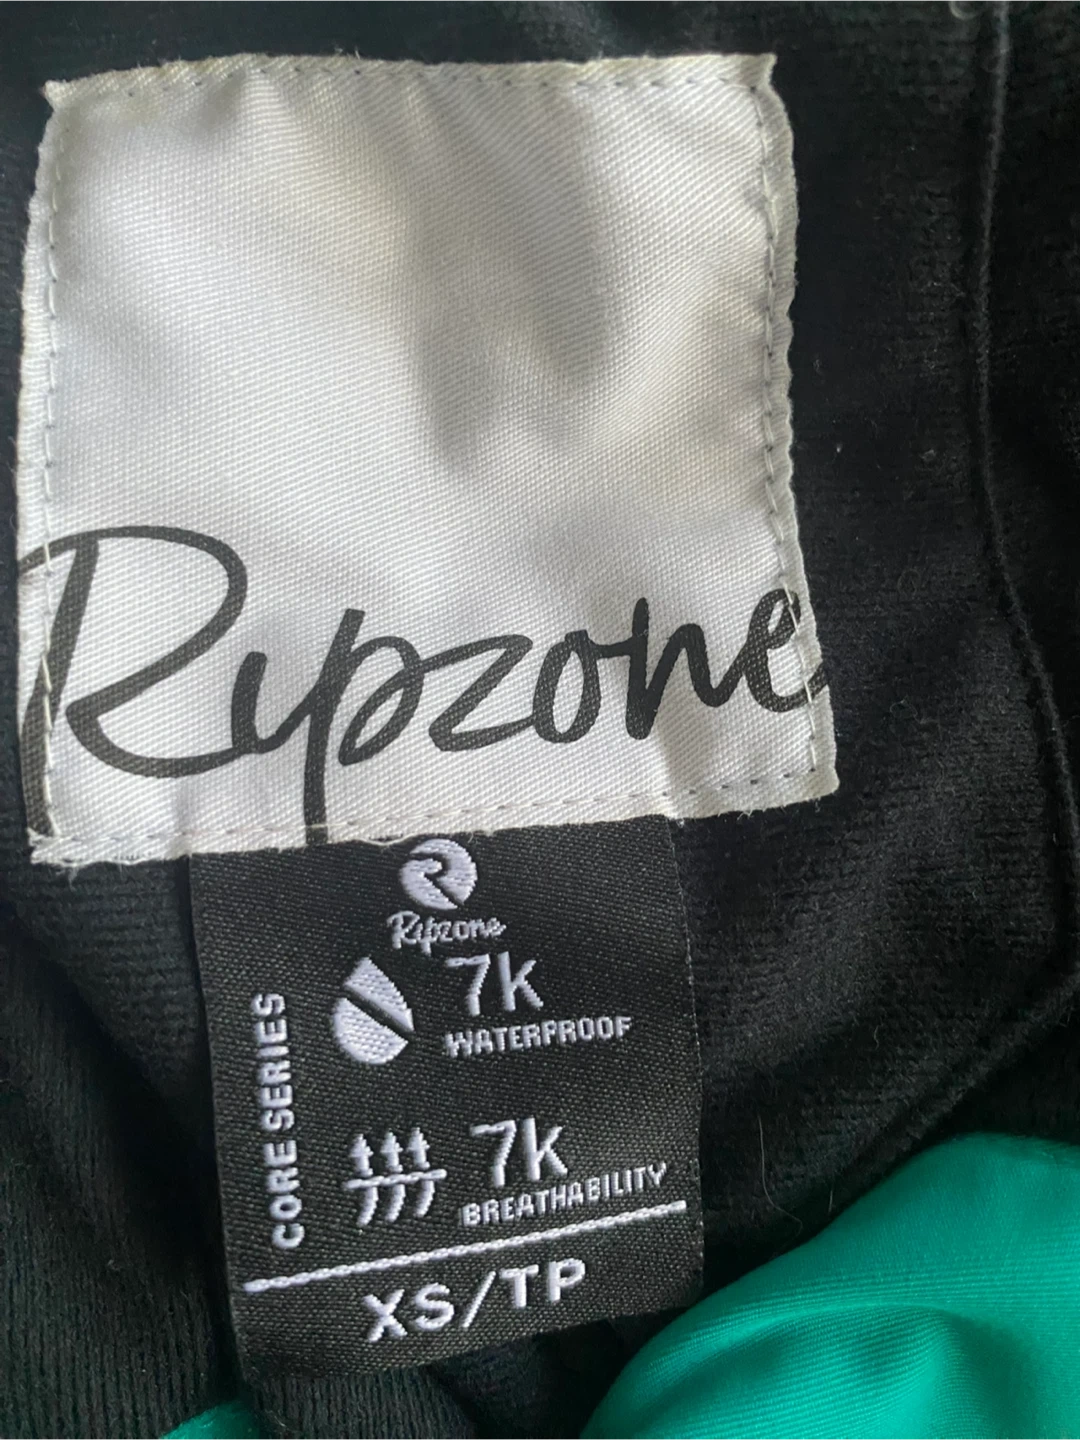 Ripzone
R
Ripzone
7K
WATERPROOF
CORE SERIES
7K
BREATHABILITY
XS/TP